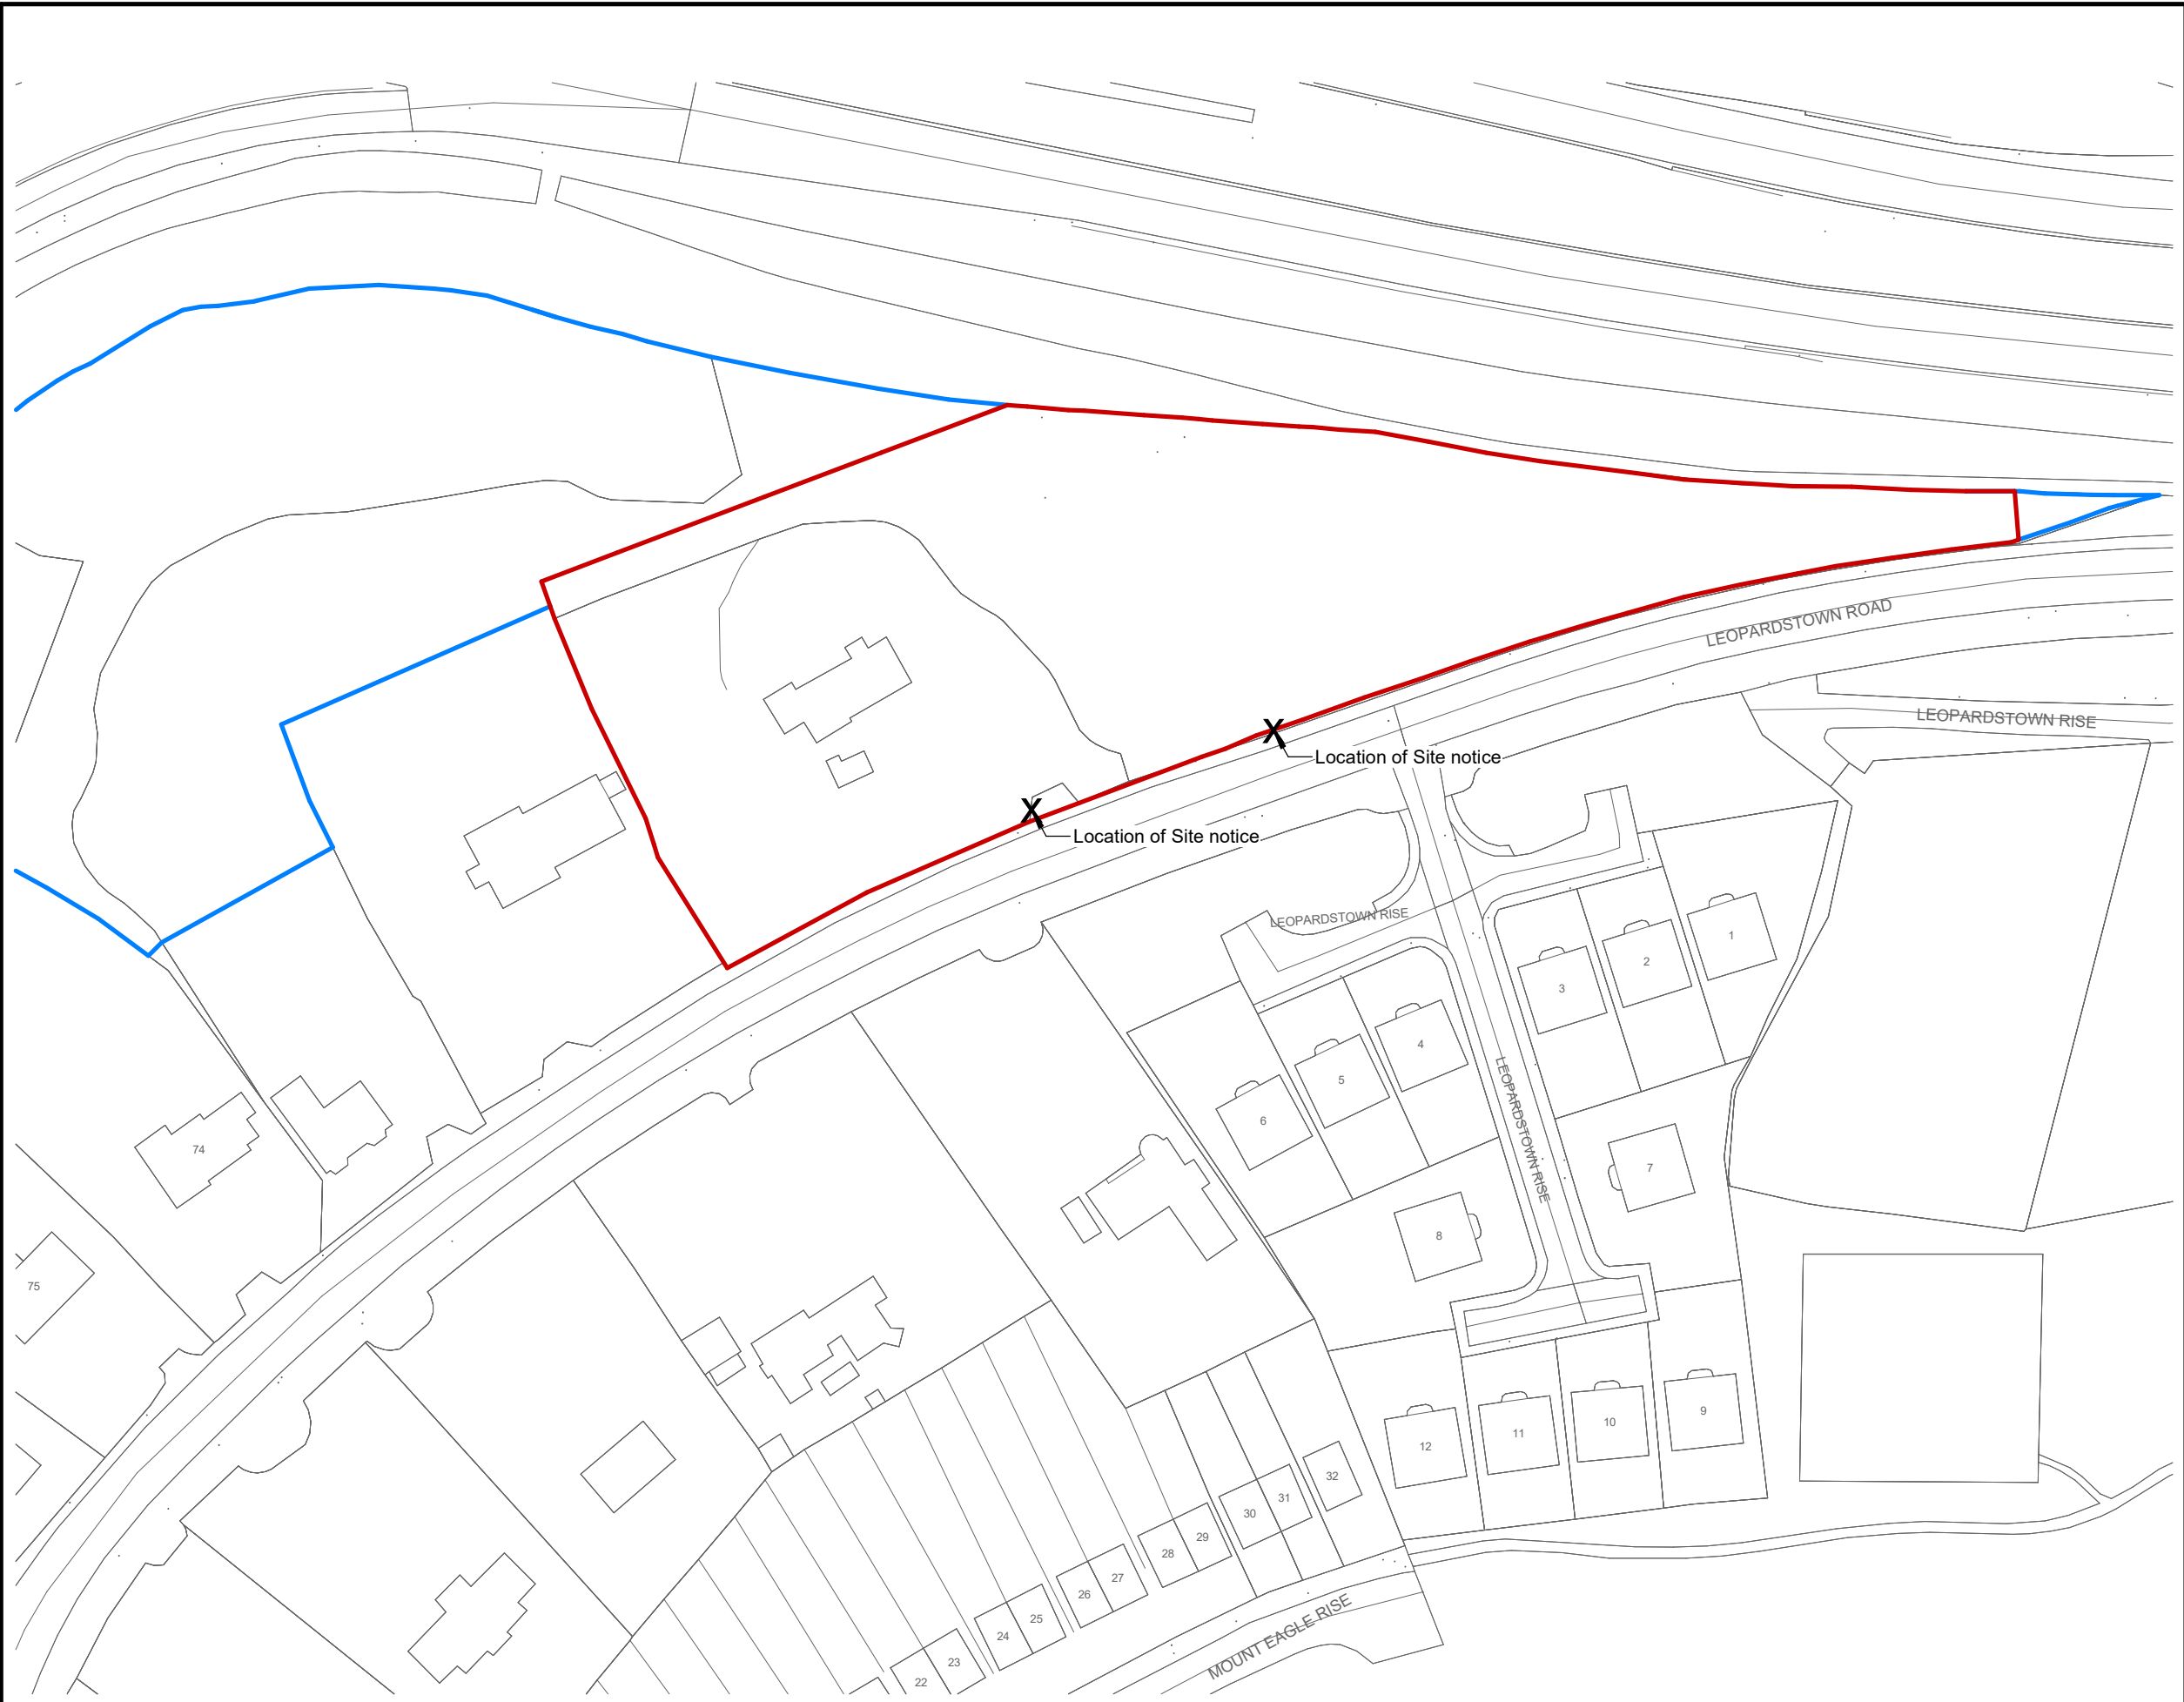 LEOPARDSTOWN ROAD
LEOPARDSTOWN RISE
X
Location of Site notice
X
Location of Site notice
LEOPARDSTOWN RISE
1
2
3
4
5
6
LEOPARDSTOWN RISE
7
8
74
75
9
10
11
12
32
31
30
29
28
27
26
25
24
23
22
MOUNT EAGLE RISE